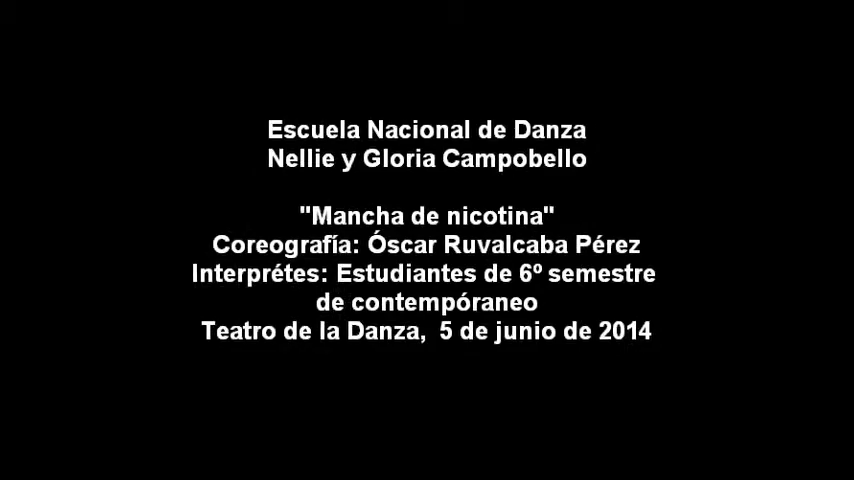 Escuela Nacional de Danza
Nellie y Gloria Campobello
"Mancha de nicotina"
Coreografía: Óscar Ruvalcaba Pérez
Interprétes: Estudiantes de 6º semestre
de contempóraneo
Teatro de la Danza,  5 de junio de 2014